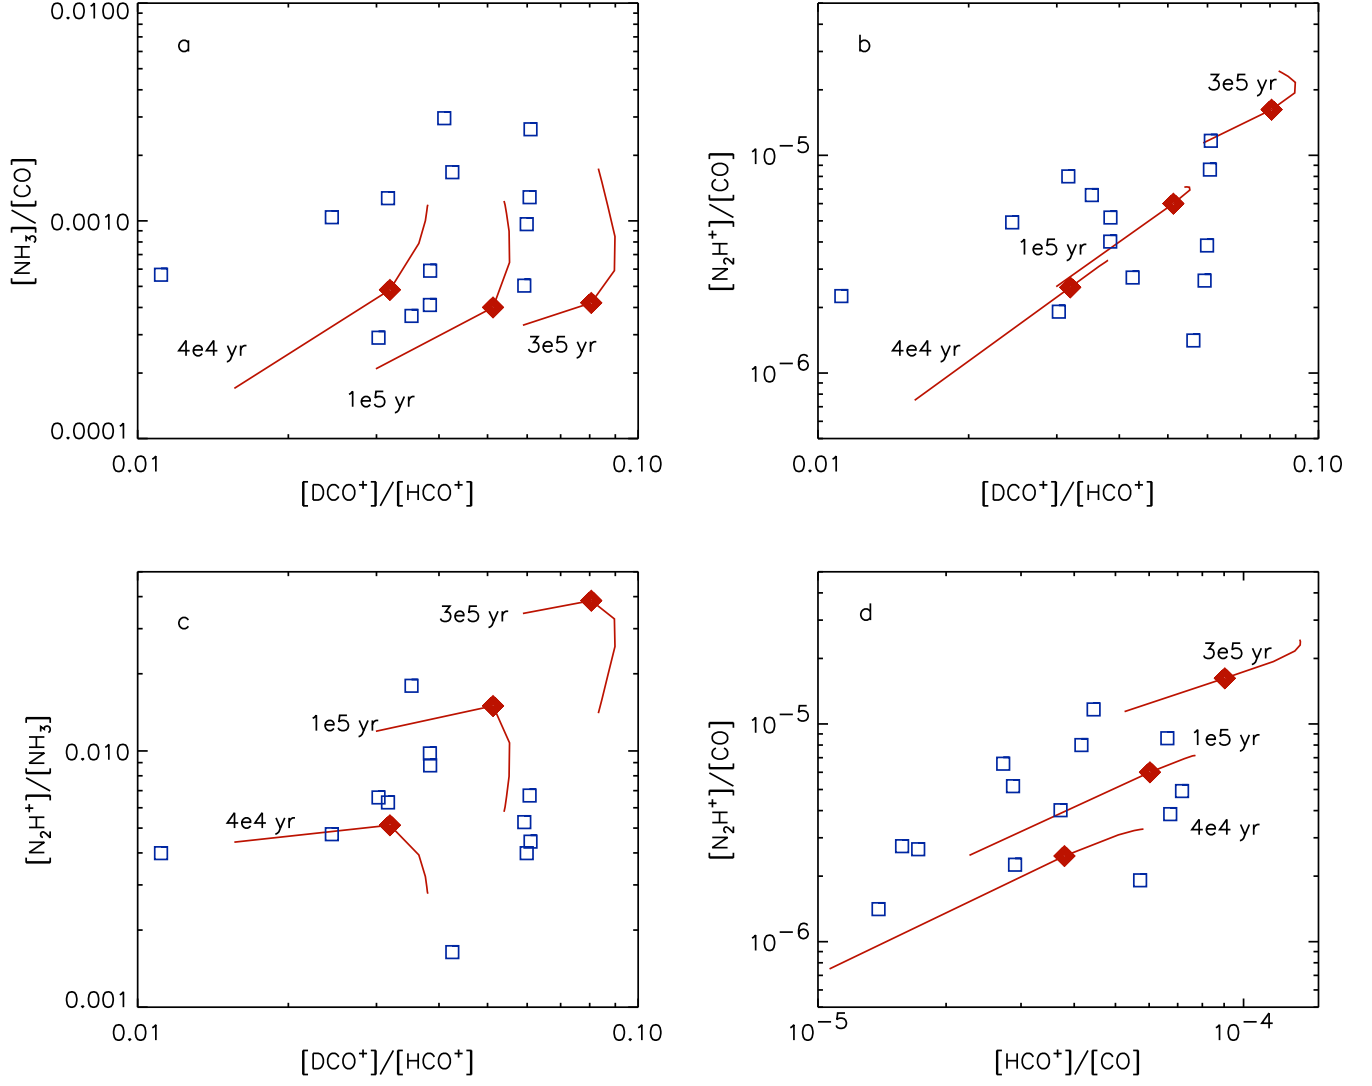 0.0100
a
[NH₃]/[CO]
0.0010
4e4 yr
1e5 yr
3e5 yr
0.0001
0.01
0.10
[DCO⁺]/[HCO⁺]
b
3e5 yr
10⁻⁵
[N₂H⁺]/[CO]
1e5 yr
4e4 yr
10⁻⁶
0.01
0.10
[DCO⁺]/[HCO⁺]
c
3e5 yr
1e5 yr
0.010
[N₂H⁺]/[NH₃]
4e4 yr
0.001
0.01
0.10
[DCO⁺]/[HCO⁺]
d
3e5 yr
10⁻⁵
1e5 yr
[N₂H⁺]/[CO]
4e4 yr
10⁻⁶
10⁻⁵
10⁻⁴
[HCO⁺]/[CO]